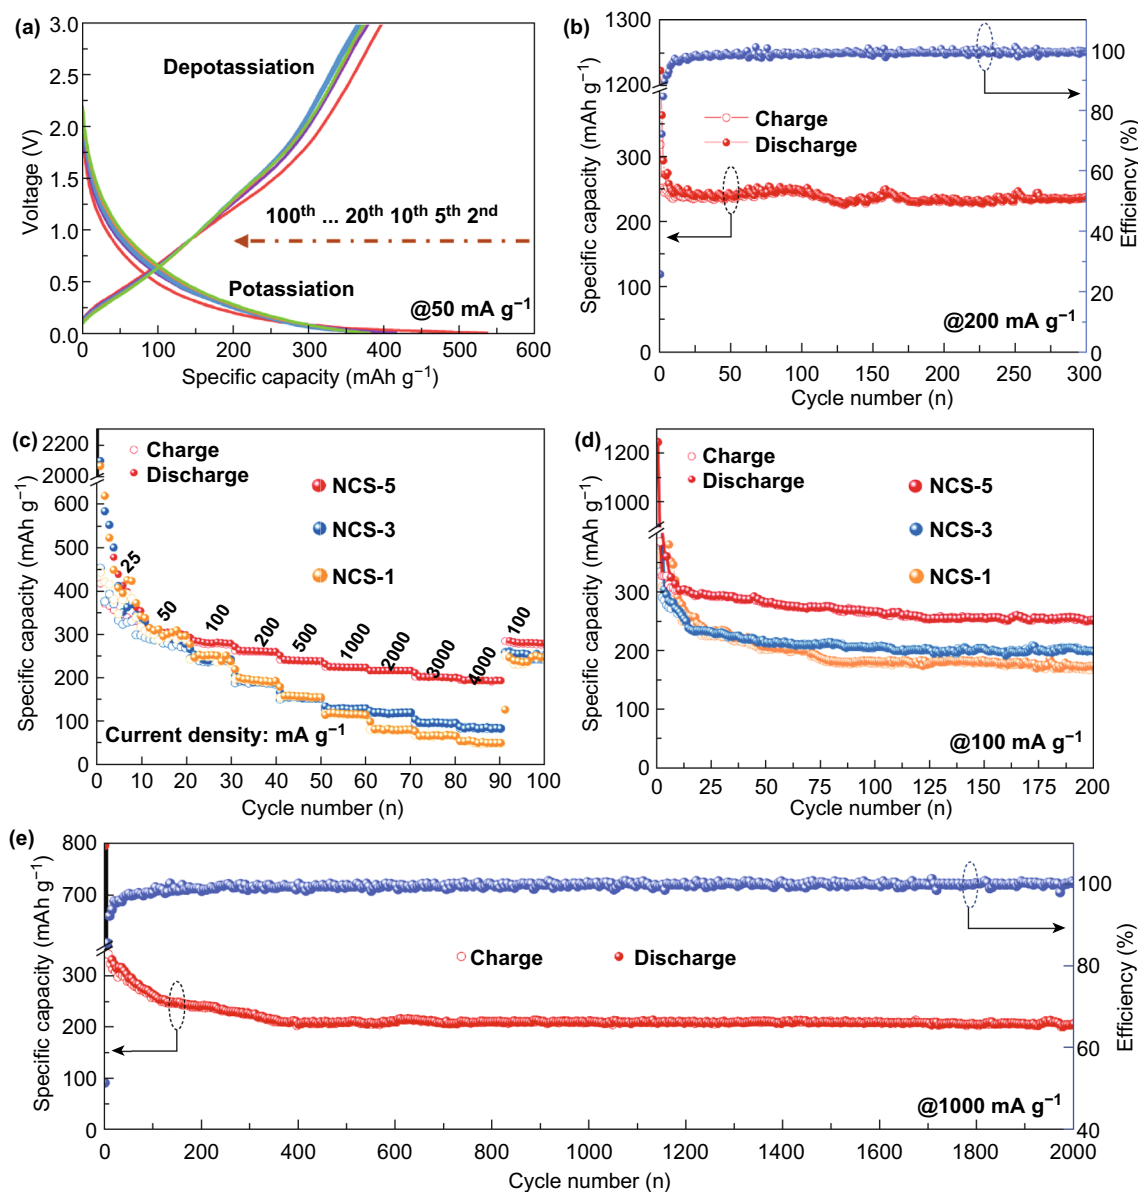 (a)
3.0
2.5
2.0
1.5
1.0
0.5
0.0
Voltage (V)
Depotassiation
100th ... 20th 10th 5th 2nd
Potassiation
@50 mA g−1
0 100 200 300 400 500 600
Specific capacity (mAh g−1)
(b)
1300
1200
300
200
100
0
Specific capacity (mAh g−1)
Charge
Discharge
@200 mA g−1
100
80
60
40
20
0
Efficiency (%)
0 50 100 150 200 250 300
Cycle number (n)
(c)
2200
2000
600
500
400
300
200
100
0
Specific capacity (mAh g−1)
Charge
Discharge
NCS-5
NCS-3
NCS-1
25
50
100
200
500
1000
2000
3000
4000
100
Current density: mA g−1
0 10 20 30 40 50 60 70 80 90 100
Cycle number (n)
(d)
1200
1000
300
200
100
0
Specific capacity (mAh g−1)
Charge
Discharge
NCS-5
NCS-3
NCS-1
@100 mA g−1
0 25 50 75 100 125 150 175 200
Cycle number (n)
(e)
800
700
300
200
100
0
Specific capacity (mAh g−1)
Charge Discharge
@1000 mA g−1
100
80
60
40
Efficiency (%)
0 200 400 600 800 1000 1200 1400 1600 1800 2000
Cycle number (n)